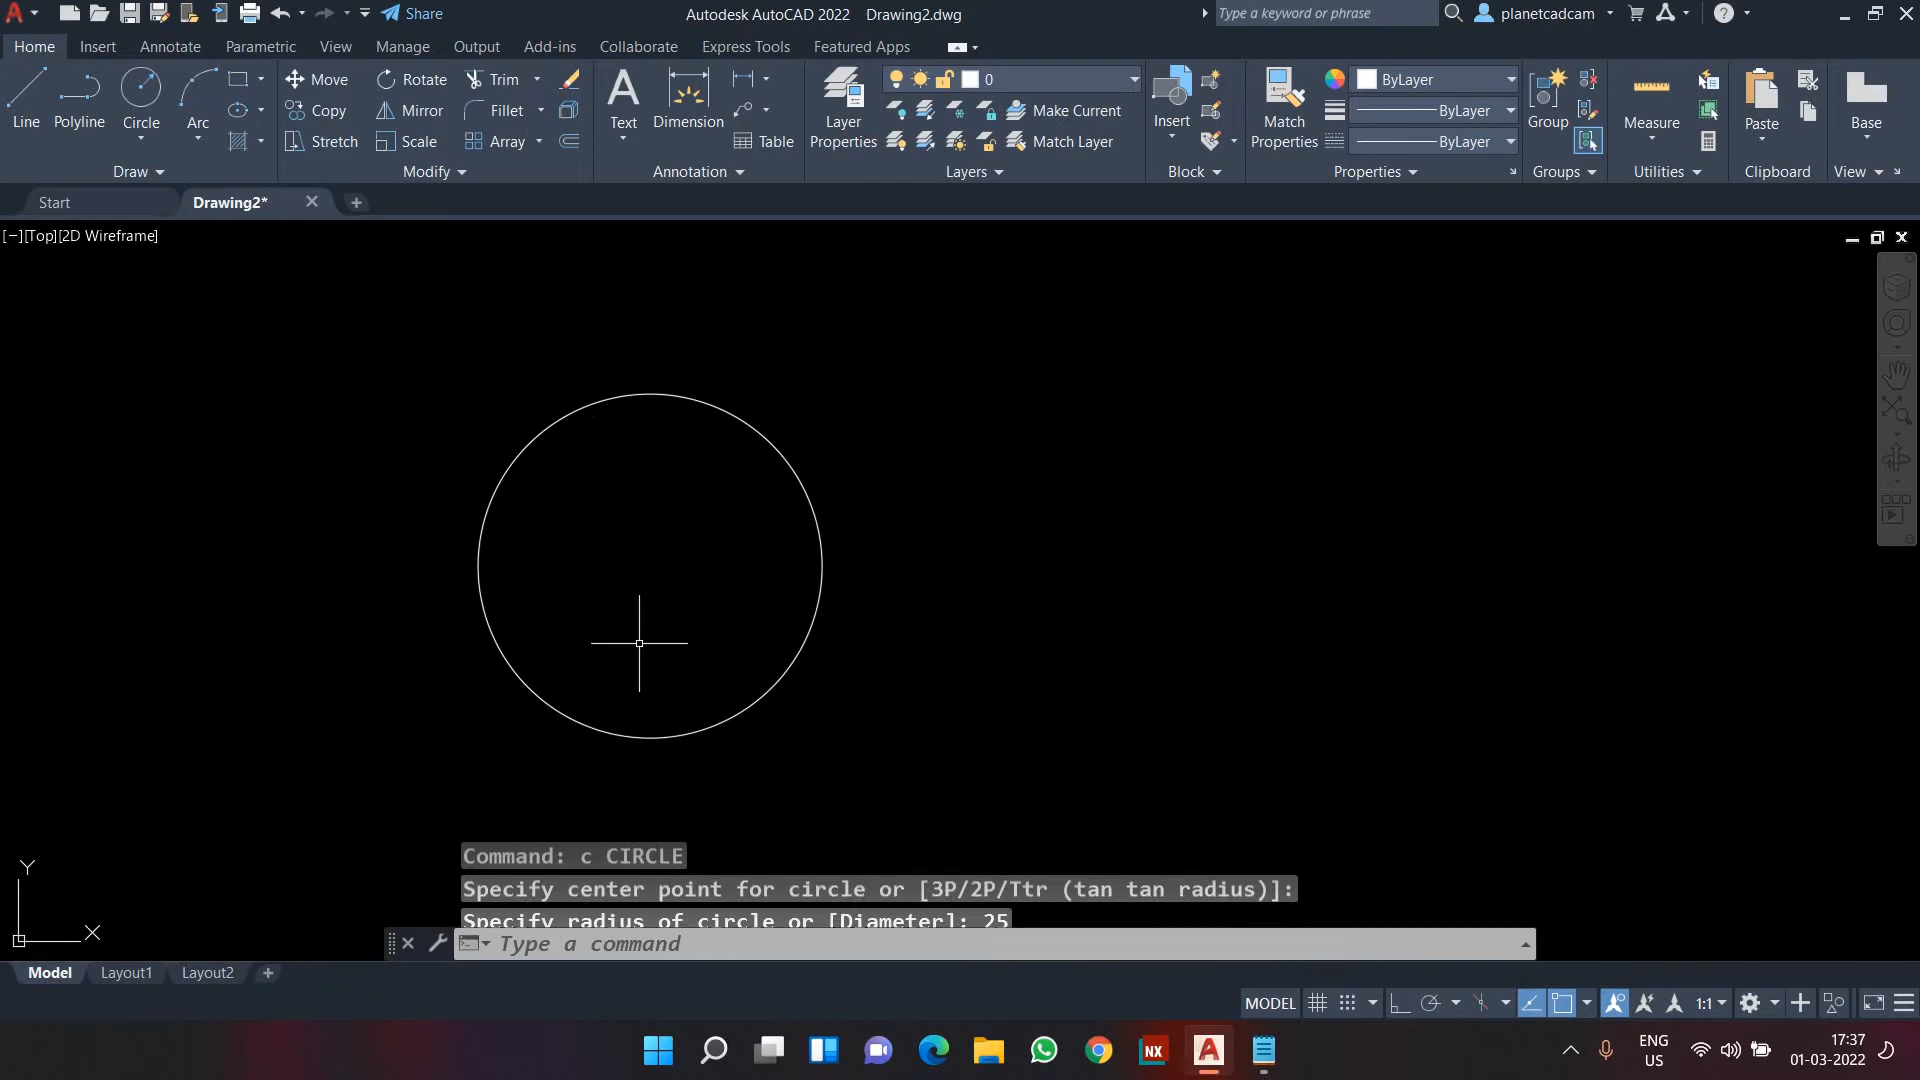 Share
Autodesk AutoCAD 2022 Drawing2.dwg
Type a keyword or phrase
planetcadcam
Home Insert Annotate Parametric View Manage Output Add-ins Collaborate Express Tools Featured Apps
Line Polyline Circle Arc
Move Rotate Trim
Copy Mirror Fillet
Stretch Scale Array
Text Dimension
Table
Layer Properties
0
Make Current
Match Layer
Insert
Match Properties
ByLayer
ByLayer
ByLayer
Group
Measure
Paste
Base
Draw Modify Annotation Layers Block Properties Groups Utilities Clipboard View
Start Drawing2*
[−][Top][2D Wireframe]
Y
X
Command: c CIRCLE
Specify center point for circle or [3P/2P/Ttr (tan tan radius)]:
Specify radius of circle or [Diameter]: 25
Type a command
Model Layout1 Layout2
MODEL 1:1
NX
ENG
US
17:37
01-03-2022